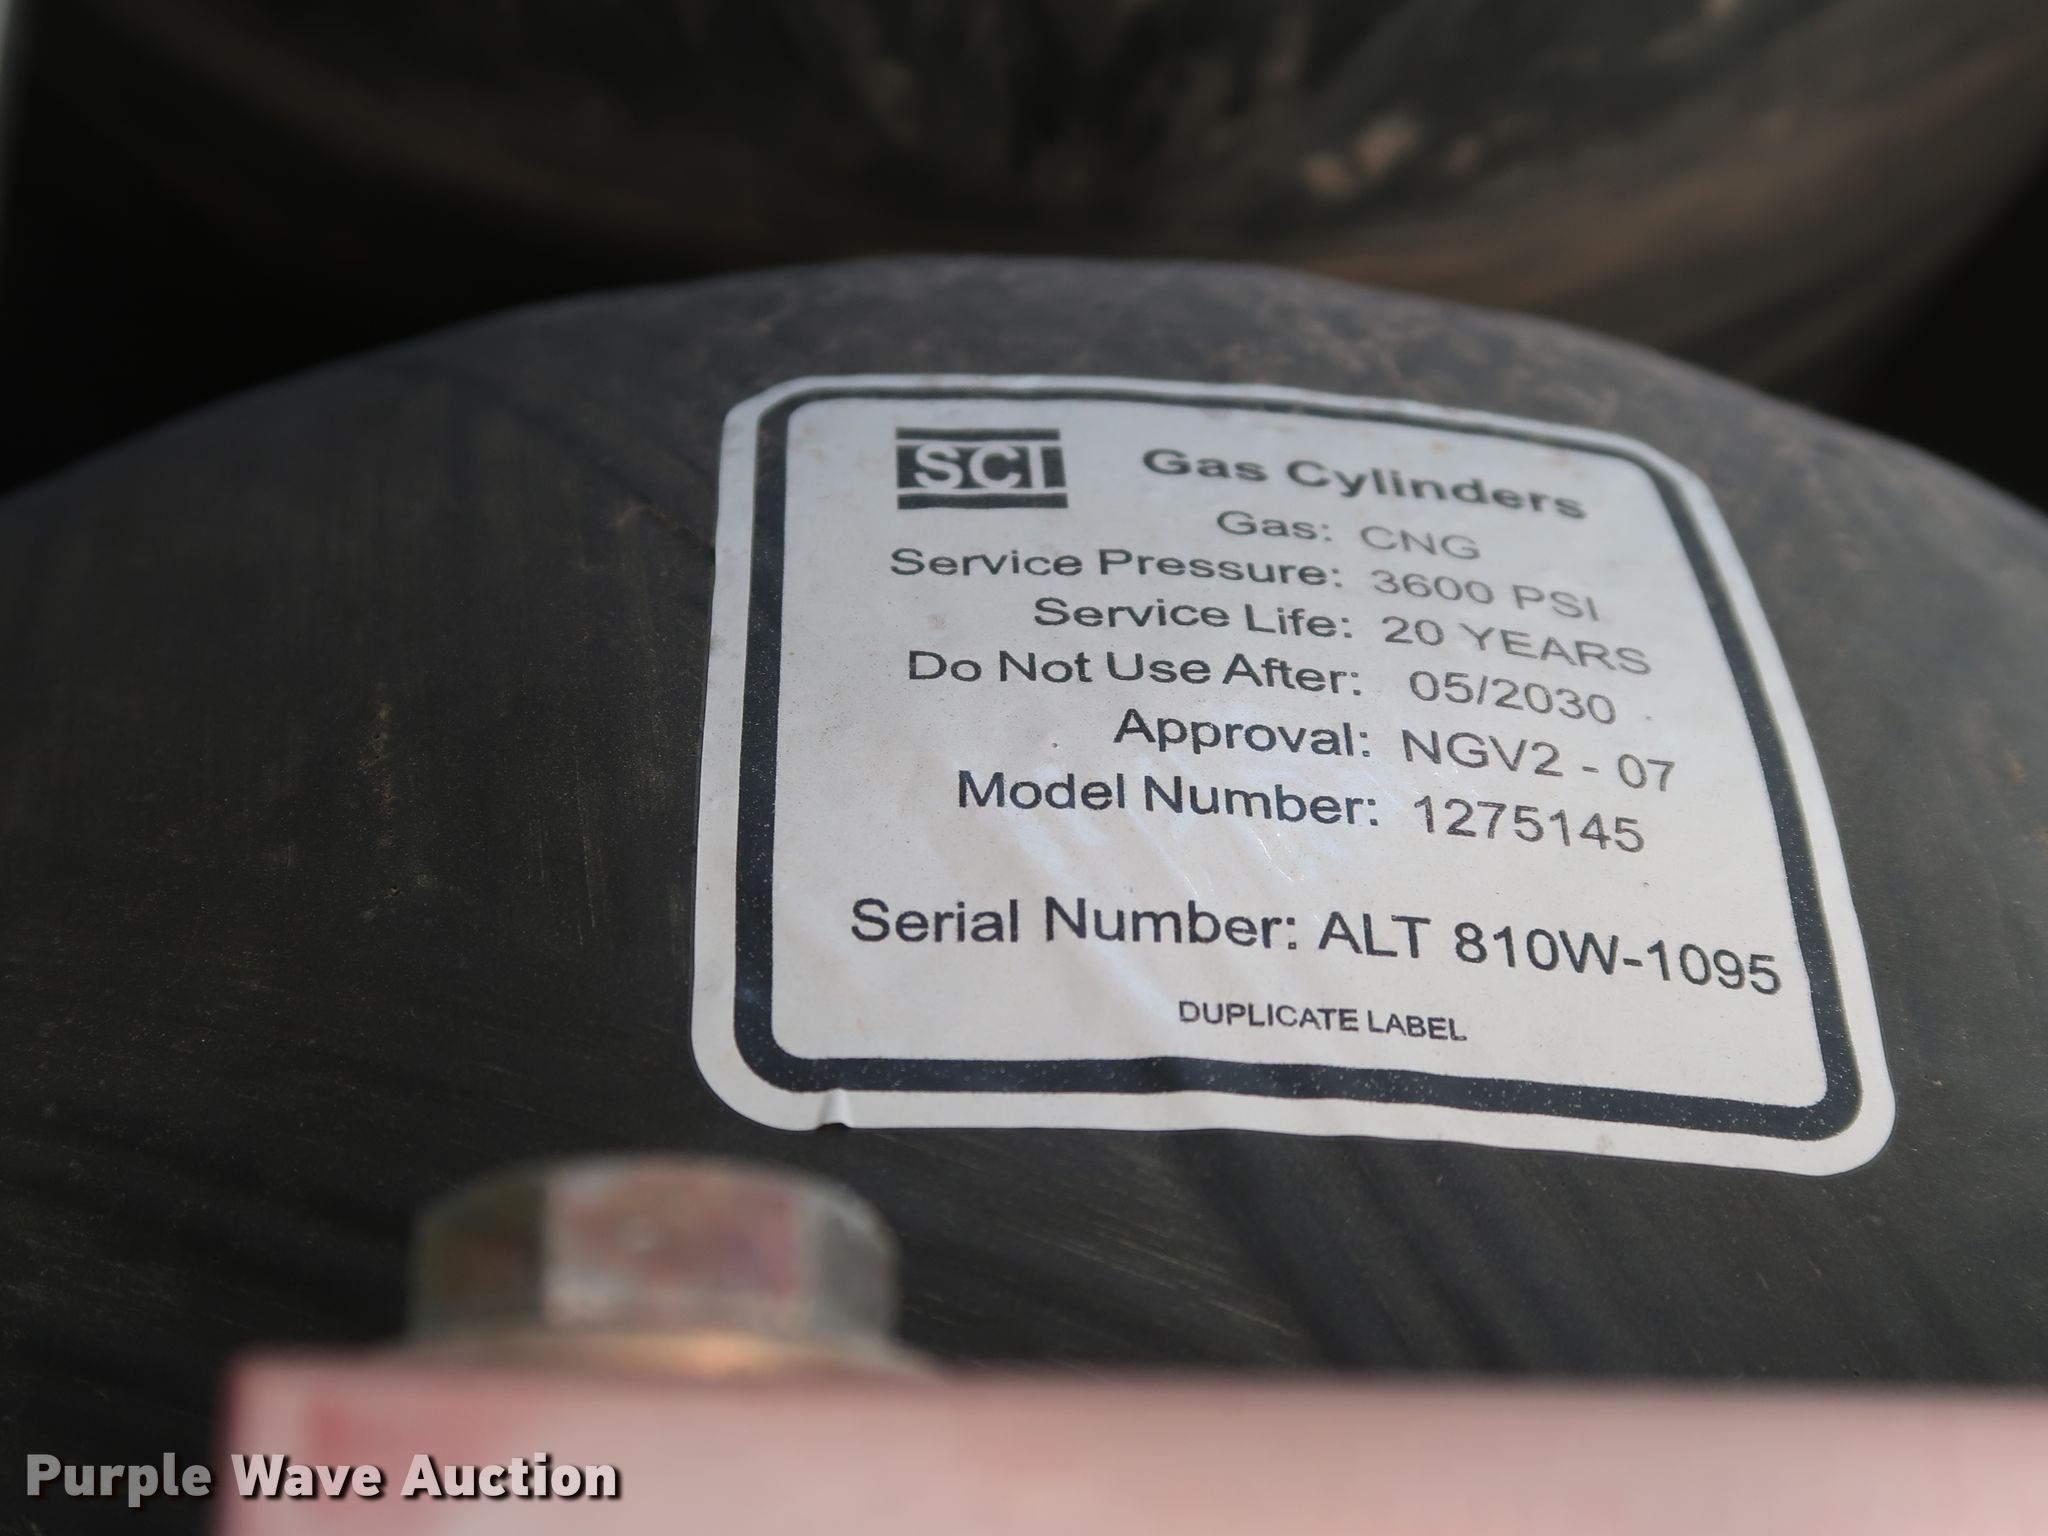 SCI
Gas Cylinders
Gas: CNG
Service Pressure: 3600 PSI
Service Life: 20 YEARS
Do Not Use After: 05/2030
Approval: NGV2 - 07
Model Number: 1275145
Serial Number: ALT 810W-1095
DUPLICATE LABEL
Purple Wave Auction